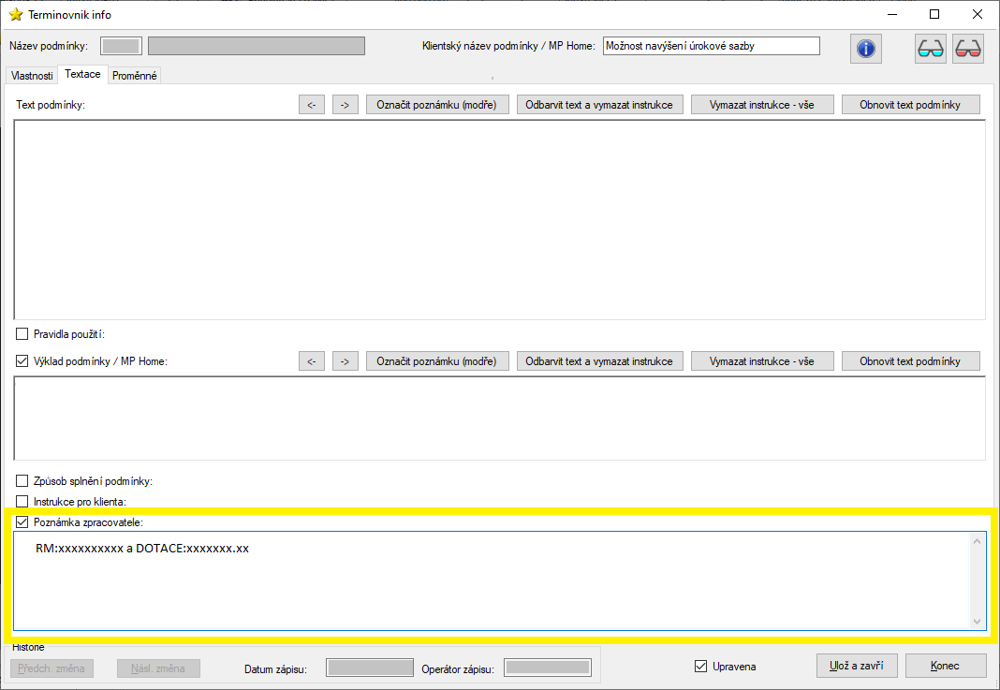 Terminovnik info
Název podmínky: Klientský název podmínky / MP Home: Možnost navýšení úrokové sazby
Vlastnosti Textace Proměnné
Text podmínky: <- -> Označit poznámku (modře) Odbarvit text a vymazat instrukce Vymazat instrukce - vše Obnovit text podmínky
Pravidla použití:
Výklad podmínky / MP Home: <- -> Označit poznámku (modře) Odbarvit text a vymazat instrukce Vymazat instrukce - vše Obnovit text podmínky
Způsob splnění podmínky:
Instrukce pro klienta:
Poznámka zpracovatele:
RM:xxxxxxxxxx a DOTACE:xxxxxxx.xx
Historie
Předch. změna Násl. změna Datum zápisu: Operátor zápisu: Upravena Ulož a zavři Konec